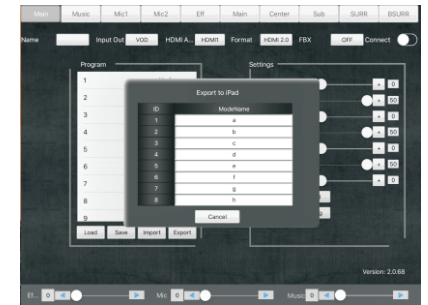 Main Music Mic1 Mic2 Eff Main Center Sub SURR BSURR
Name Input Out VOD HDMI A... HDMI1 Format HDMI 2.0 FBX OFF Connect
Program Settings
Export to iPad
ID ModeName
1 a
2 b
3 c
4 d
5 e
6 f
7 g
8 h
Cancel
1
2
3
4
5
6
7
8
9
+ 0
+ 50
+ 0
+ 50
+ 0
+ 50
+ 0
Load Save Import Export
Version: 2.0.68
Ef... 0 Mic 0 Music 0